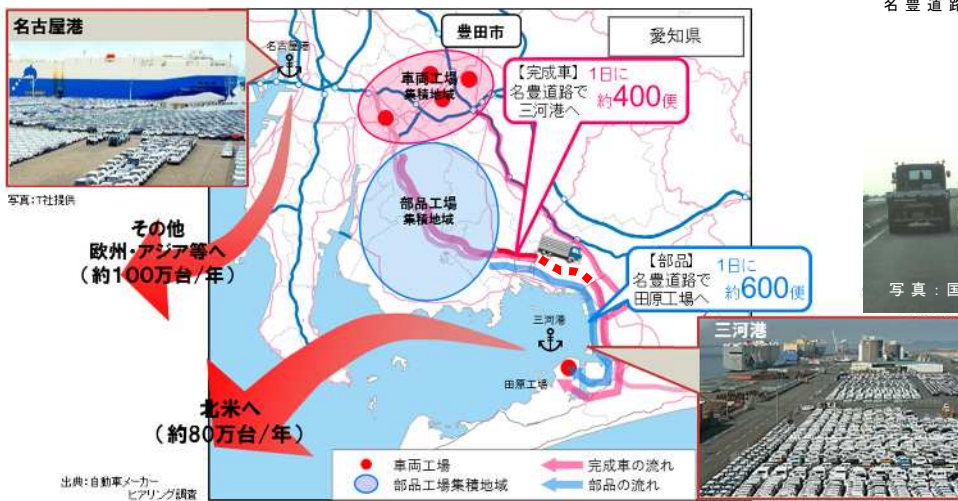 名古屋港
写真:T社提供
その他
欧州・アジア等へ
(約100万台/年)
北米へ
(約80万台/年)
出典:自動車メーカー
ヒアリング調査
名古屋港
豊田市
愛知県
車両工場
集積地域
部品工場
集積地域
【完成車】
名豊道路で
三河港へ
1日に
約400便
【部品】
名豊道路で
田原工場へ
1日に
約600便
三河港
田原工場
車両工場
部品工場集積地域
完成車の流れ
部品の流れ
三河港
名豊道路
写真:国